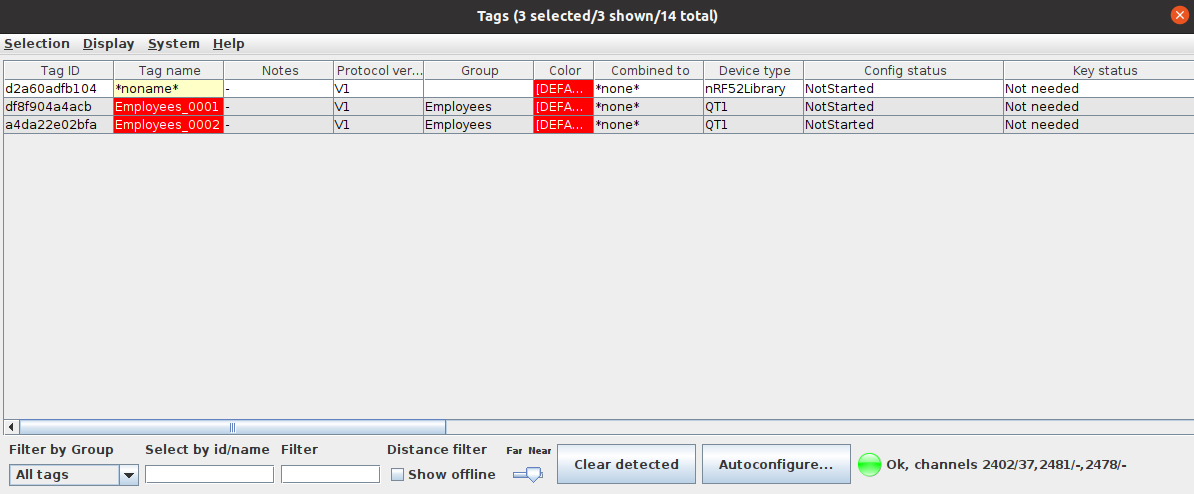 Tags (3 selected/3 shown/14 total)
Selection Display System Help
Tag ID Tag name Notes Protocol ver... Group Color Combined to Device type Config status Key status
d2a60adfb104 *noname* - V1 [DEFA... *none* nRF52Library NotStarted Not needed
df8f904a4acb Employees_0001 - V1 Employees [DEFA... *none* QT1 NotStarted Not needed
a4da22e02bfa Employees_0002 - V1 Employees [DEFA... *none* QT1 NotStarted Not needed
Filter by Group Select by id/name Filter Distance filter Far Near
All tags Show offline Clear detected Autoconfigure... Ok, channels 2402/37,2481/-,2478/-